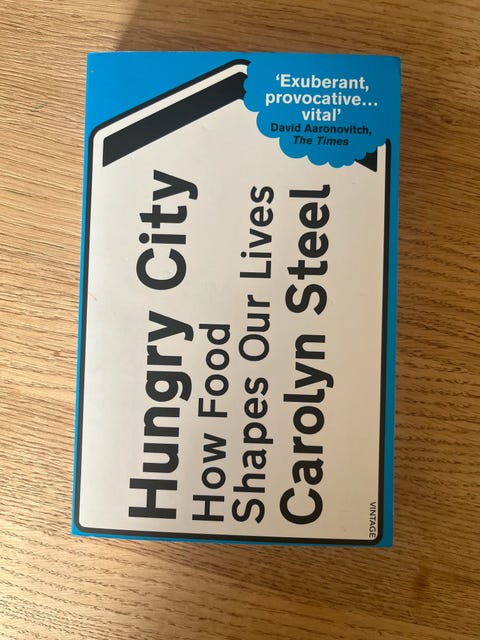 ‘Exuberant,
provocative...
vital’
David Aaronovitch,
The Times
Hungry City
How Food
Shapes Our Lives
Carolyn Steel
VINTAGE